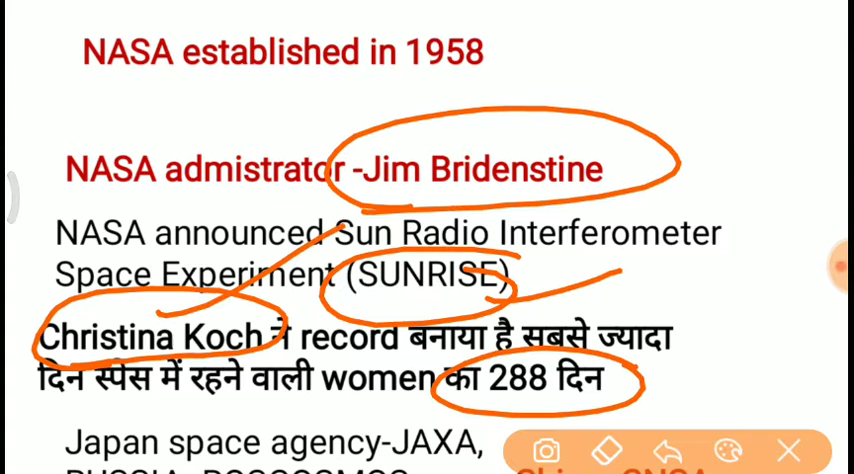 NASA established in 1958
NASA admistrator -Jim Bridenstine
NASA announced Sun Radio Interferometer
Space Experiment (SUNRISE)
Christina Koch ने record बनाया है सबसे ज्यादा
दिन स्पेस में रहने वाली women का 288 दिन
Japan space agency-JAXA,